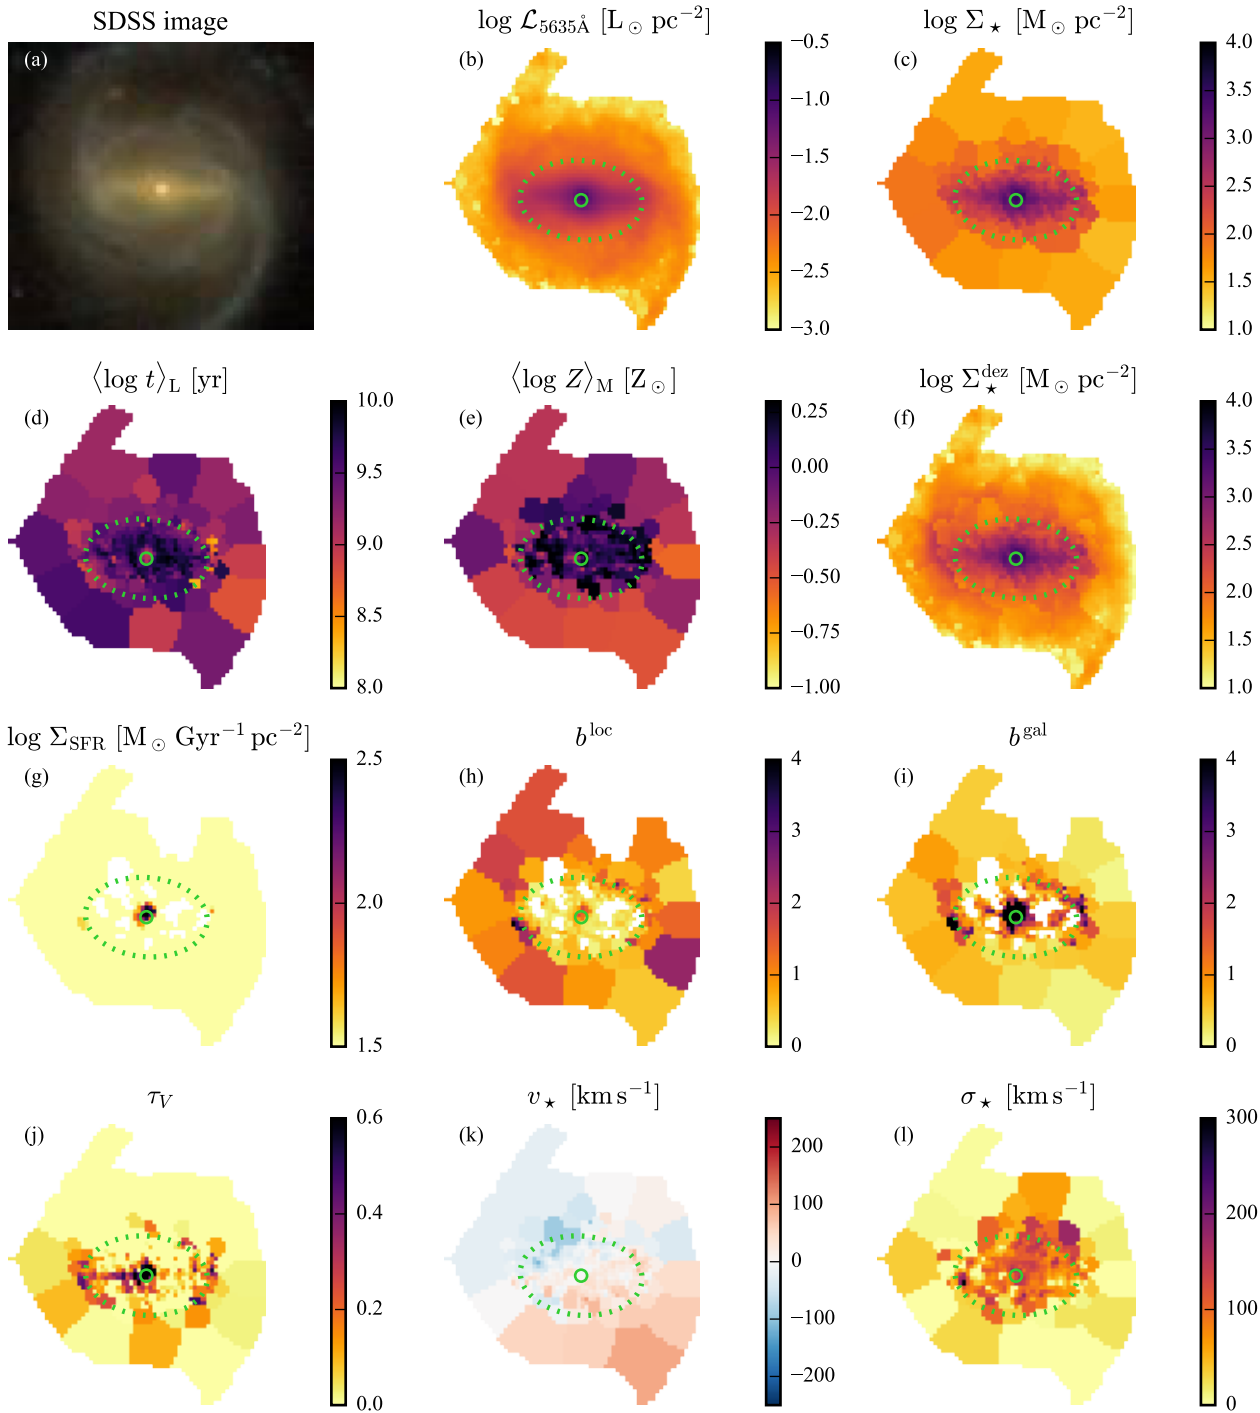 SDSS image
(a)
log ℒ₅₆₃₅Å [L⊙ pc⁻²]
(b)
−0.5
−1.0
−1.5
−2.0
−2.5
−3.0
log Σ⋆ [M⊙ pc⁻²]
(c)
4.0
3.5
3.0
2.5
2.0
1.5
1.0
⟨log t⟩L [yr]
(d)
10.0
9.5
9.0
8.5
8.0
⟨log Z⟩M [Z⊙]
(e)
0.25
0.00
−0.25
−0.50
−0.75
−1.00
log Σ⋆ᵈᵉᶻ [M⊙ pc⁻²]
(f)
4.0
3.5
3.0
2.5
2.0
1.5
1.0
log ΣSFR [M⊙ Gyr⁻¹ pc⁻²]
(g)
2.5
2.0
1.5
bˡᵒᶜ
(h)
4
3
2
1
0
bᵍᵃˡ
(i)
4
3
2
1
0
τV
(j)
0.6
0.4
0.2
0.0
v⋆ [km s⁻¹]
(k)
200
100
0
−100
−200
σ⋆ [km s⁻¹]
(l)
300
200
100
0